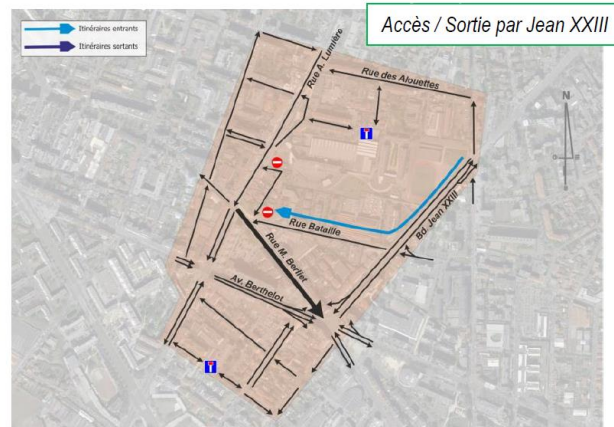 Itinéraires entrants
Itinéraires sortants
Accès / Sortie par Jean XXIII
Rue A. Lumière
Rue des Alouettes
N
Bd. Jean XXIII
Rue Bataille
Rue M. Berliet
Av. Berthelot